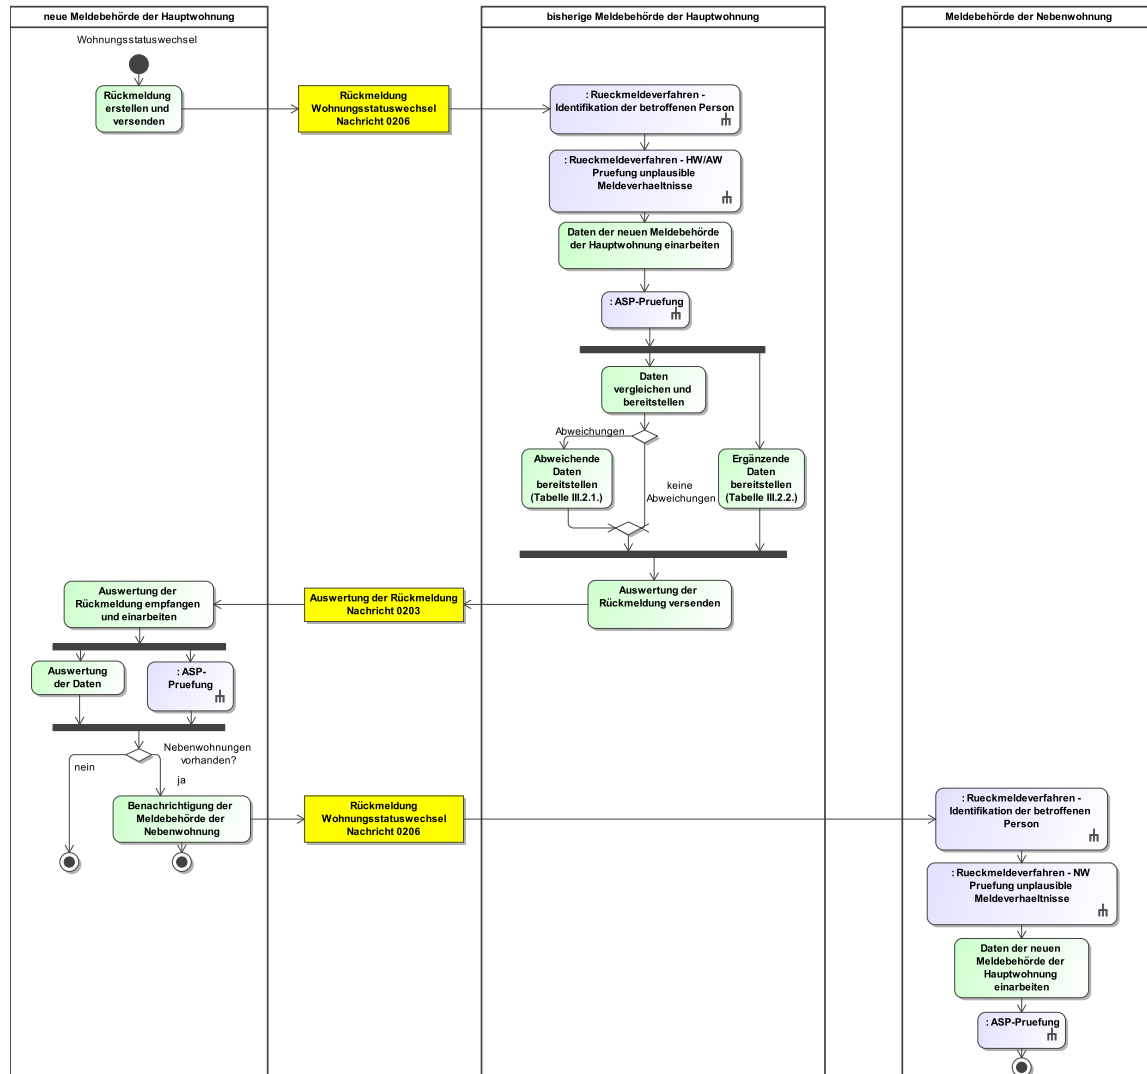 neue Meldebehörde der Hauptwohnung
bisherige Meldebehörde der Hauptwohnung
Meldebehörde der Nebenwohnung
Wohnungsstatuswechsel
Rückmeldung
erstellen und
versenden
Rückmeldung
Wohnungsstatuswechsel
Nachricht 0206
: Rueckmeldeverfahren -
Identifikation der betroffenen Person
: Rueckmeldeverfahren - HW/AW
Pruefung unplausible
Meldeverhaeltnisse
Daten der neuen Meldebehörde
der Hauptwohnung einarbeiten
: ASP-Pruefung
Daten
vergleichen und
bereitstellen
Abweichungen
Abweichende
Daten
bereitstellen
(Tabelle III.2.1.)
keine
Abweichungen
Ergänzende
Daten
bereitstellen
(Tabelle III.2.2.)
Auswertung der
Rückmeldung versenden
Auswertung der Rückmeldung
Nachricht 0203
Auswertung der
Rückmeldung empfangen
und einarbeiten
Auswertung
der Daten
: ASP-
Pruefung
Nebenwohnungen
vorhanden?
nein
ja
Benachrichtigung der
Meldebehörde der
Nebenwohnung
Rückmeldung
Wohnungsstatuswechsel
Nachricht 0206
: Rueckmeldeverfahren -
Identifikation der betroffenen
Person
: Rueckmeldeverfahren - NW
Pruefung unplausible
Meldeverhaeltnisse
Daten der neuen
Meldebehörde der
Hauptwohnung
einarbeiten
: ASP-Pruefung